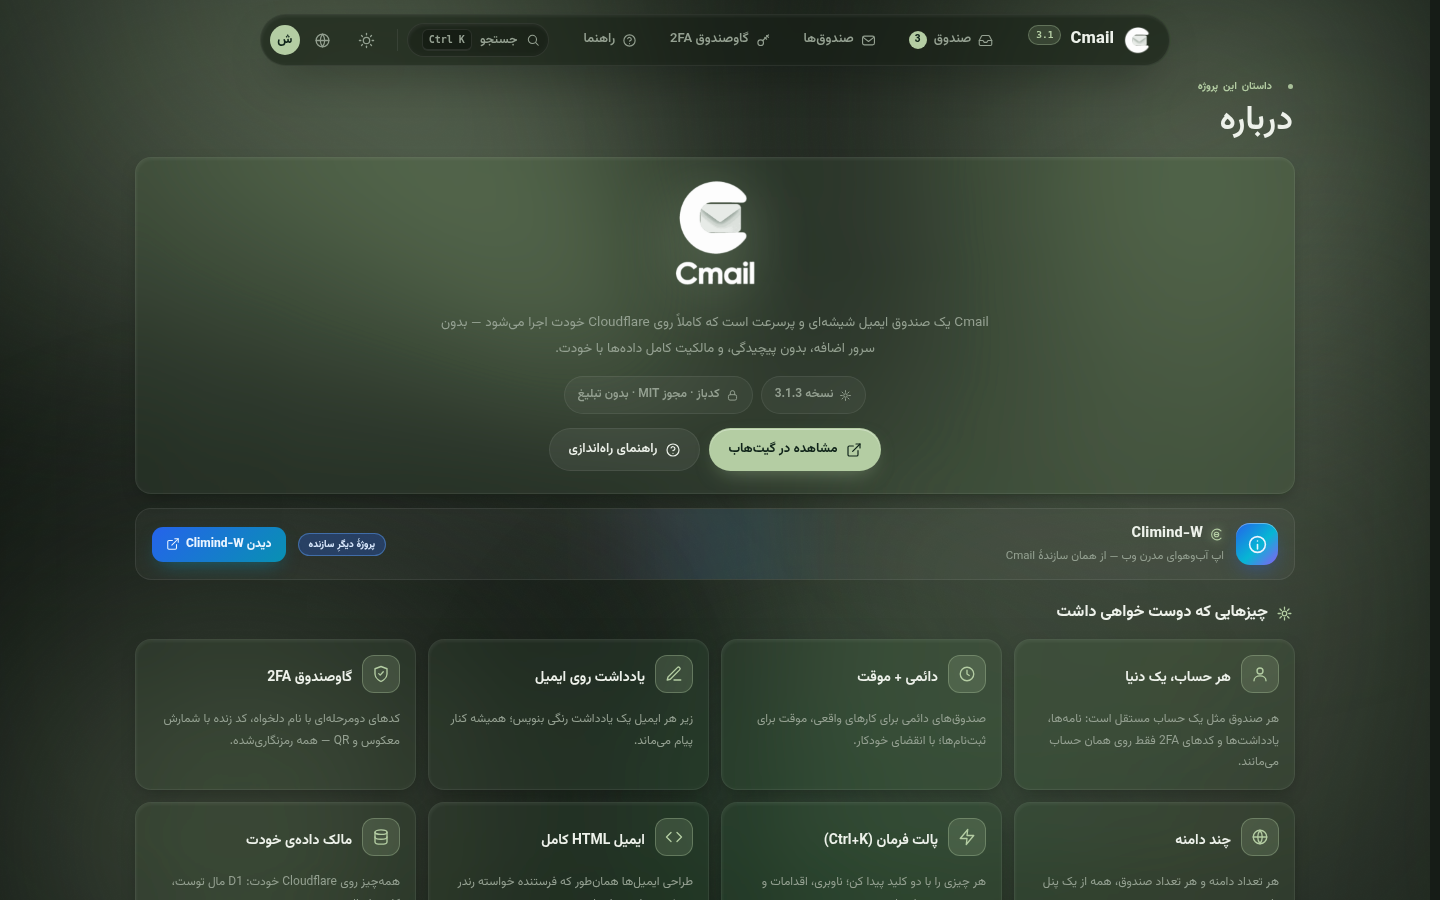 Cmail 3.1
صندوق 3
صندوق‌ها
گاوصندوق 2FA
راهنما
جستجو Ctrl K
ش
داستان این پروژه
درباره
Cmail
Cmail یک صندوق ایمیل شیشه‌ای و پرسرعت است که کاملاً روی Cloudflare خودت اجرا می‌شود — بدون
سرور اضافه، بدون پیچیدگی، و مالکیت کامل داده‌ها با خودت.
نسخه 3.1.3
کدباز · مجوز MIT · بدون تبلیغ
مشاهده در گیت‌هاب
راهنمای راه‌اندازی
Climind-W
اپ آب‌وهوای مدرن وب — از همان سازندهٔ Cmail
پروژهٔ دیگرِ سازنده
دیدن Climind-W
چیزهایی که دوست خواهی داشت
هر حساب، یک دنیا
هر صندوق مثل یک حساب مستقل است: نامه‌ها،
یادداشت‌ها و کدهای 2FA فقط روی همان حساب
می‌مانند.
دائمی + موقت
صندوق‌های دائمی برای کارهای واقعی، موقت برای
ثبت‌نام‌ها؛ با انقضای خودکار.
یادداشت روی ایمیل
زیر هر ایمیل یک یادداشت رنگی بنویس؛ همیشه کنار
پیام می‌ماند.
گاوصندوق 2FA
کدهای دومرحله‌ای با نام دلخواه، کد زنده با شمارش
معکوس و QR — همه رمزنگاری‌شده.
چند دامنه
هر تعداد دامنه و هر تعداد صندوق، همه از یک پنل
پالت فرمان (Ctrl+K)
هر چیزی را با دو کلید پیدا کن؛ ناوبری، اقدامات و
ایمیل HTML کامل
طراحی ایمیل‌ها همان‌طور که فرستنده خواسته رندر
مالک داده‌ی خودت
همه‌چیز روی Cloudflare خودت: D1 مال توست،